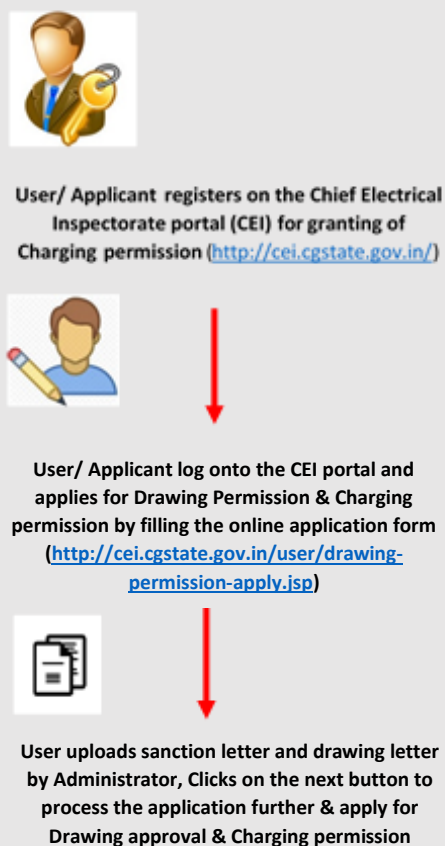 User/ Applicant registers on the Chief Electrical
Inspectorate portal (CEI) for granting of
Charging permission (http://cei.cgstate.gov.in/)
User/ Applicant log onto the CEI portal and
applies for Drawing Permission & Charging
permission by filling the online application form
(http://cei.cgstate.gov.in/user/drawing-
permission-apply.jsp)
User uploads sanction letter and drawing letter
by Administrator, Clicks on the next button to
process the application further & apply for
Drawing approval & Charging permission